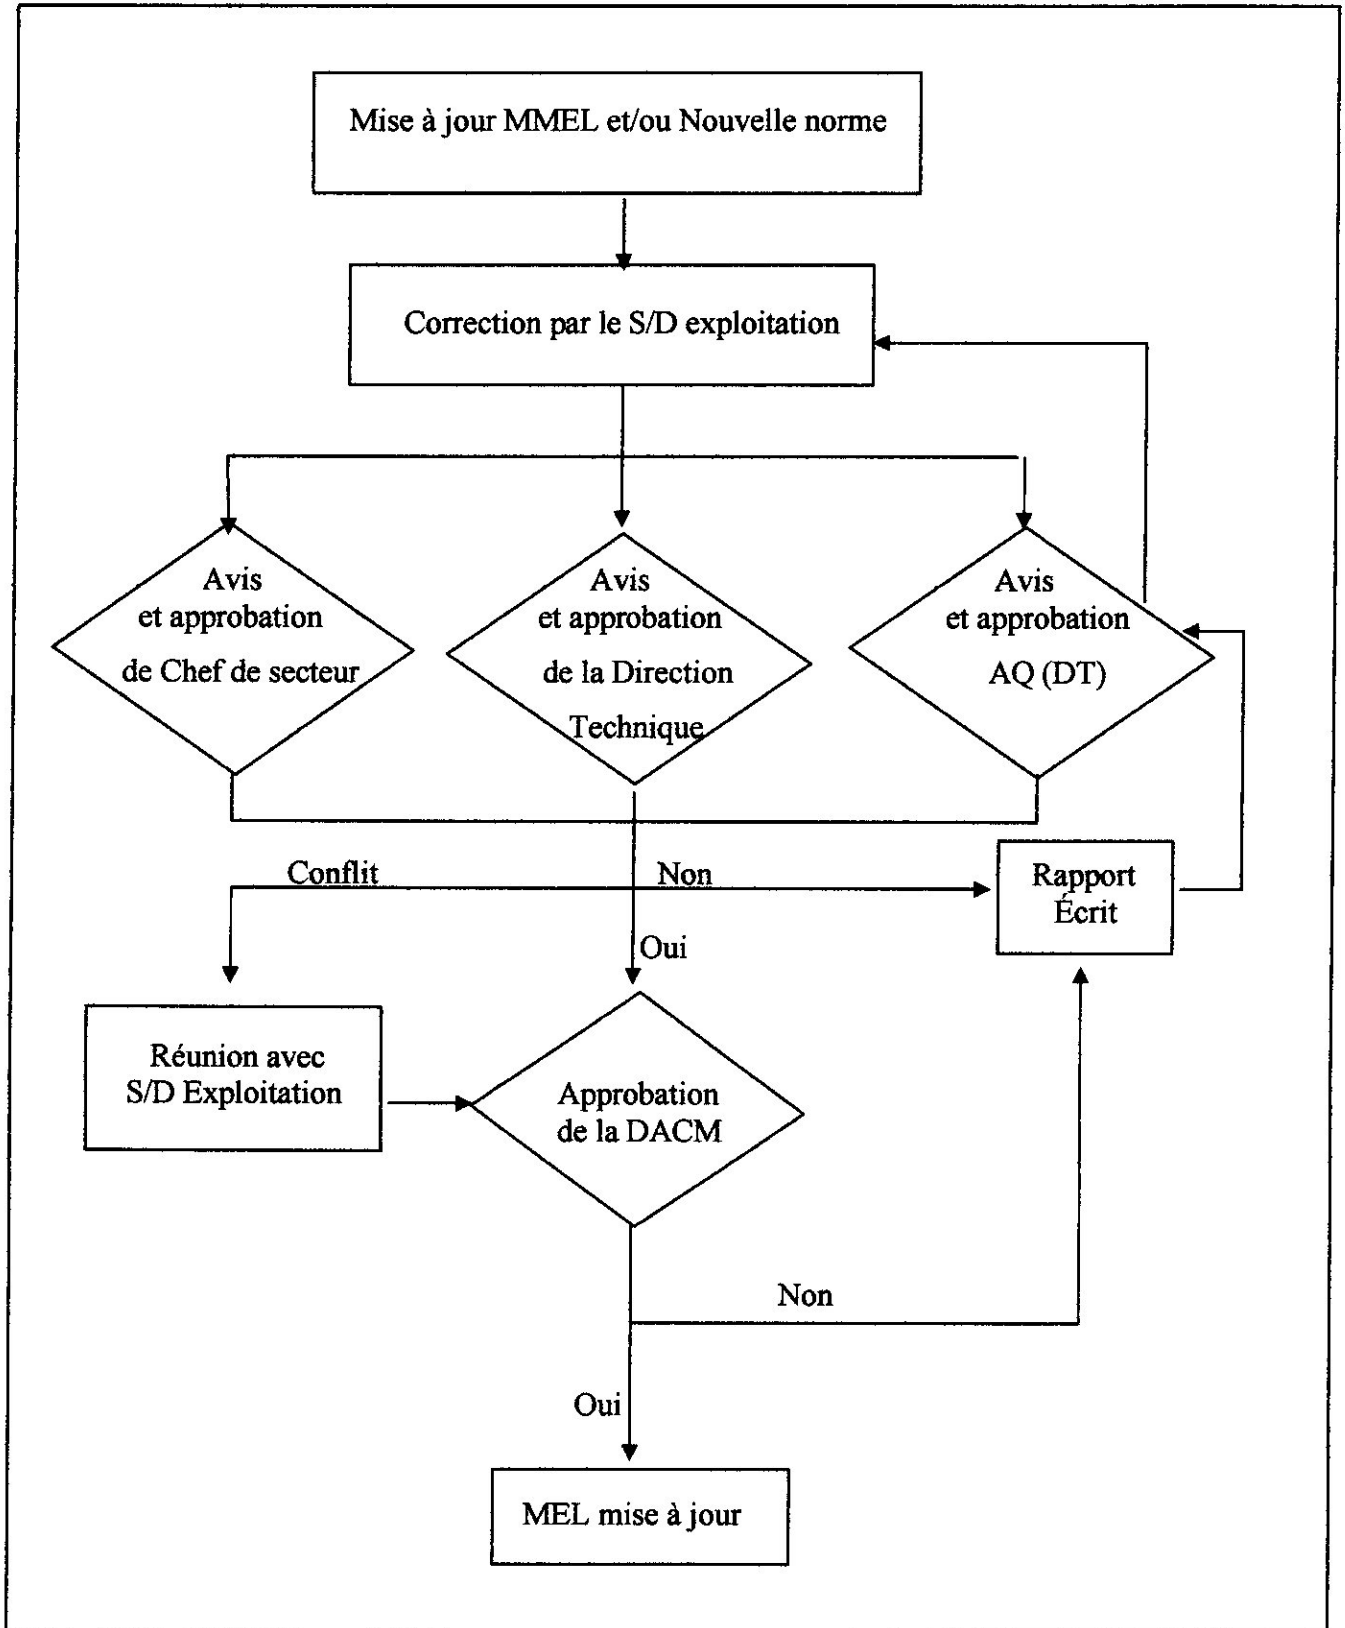 Mise à jour MMEL et/ou Nouvelle norme
Correction par le S/D exploitation
Avis
et approbation
de Chef de secteur
Avis
et approbation
de la Direction
Technique
Avis
et approbation
AQ (DT)
Conflit
Non
Rapport
Écrit
Oui
Réunion avec
S/D Exploitation
Approbation
de la DACM
Non
Oui
MEL mise à jour